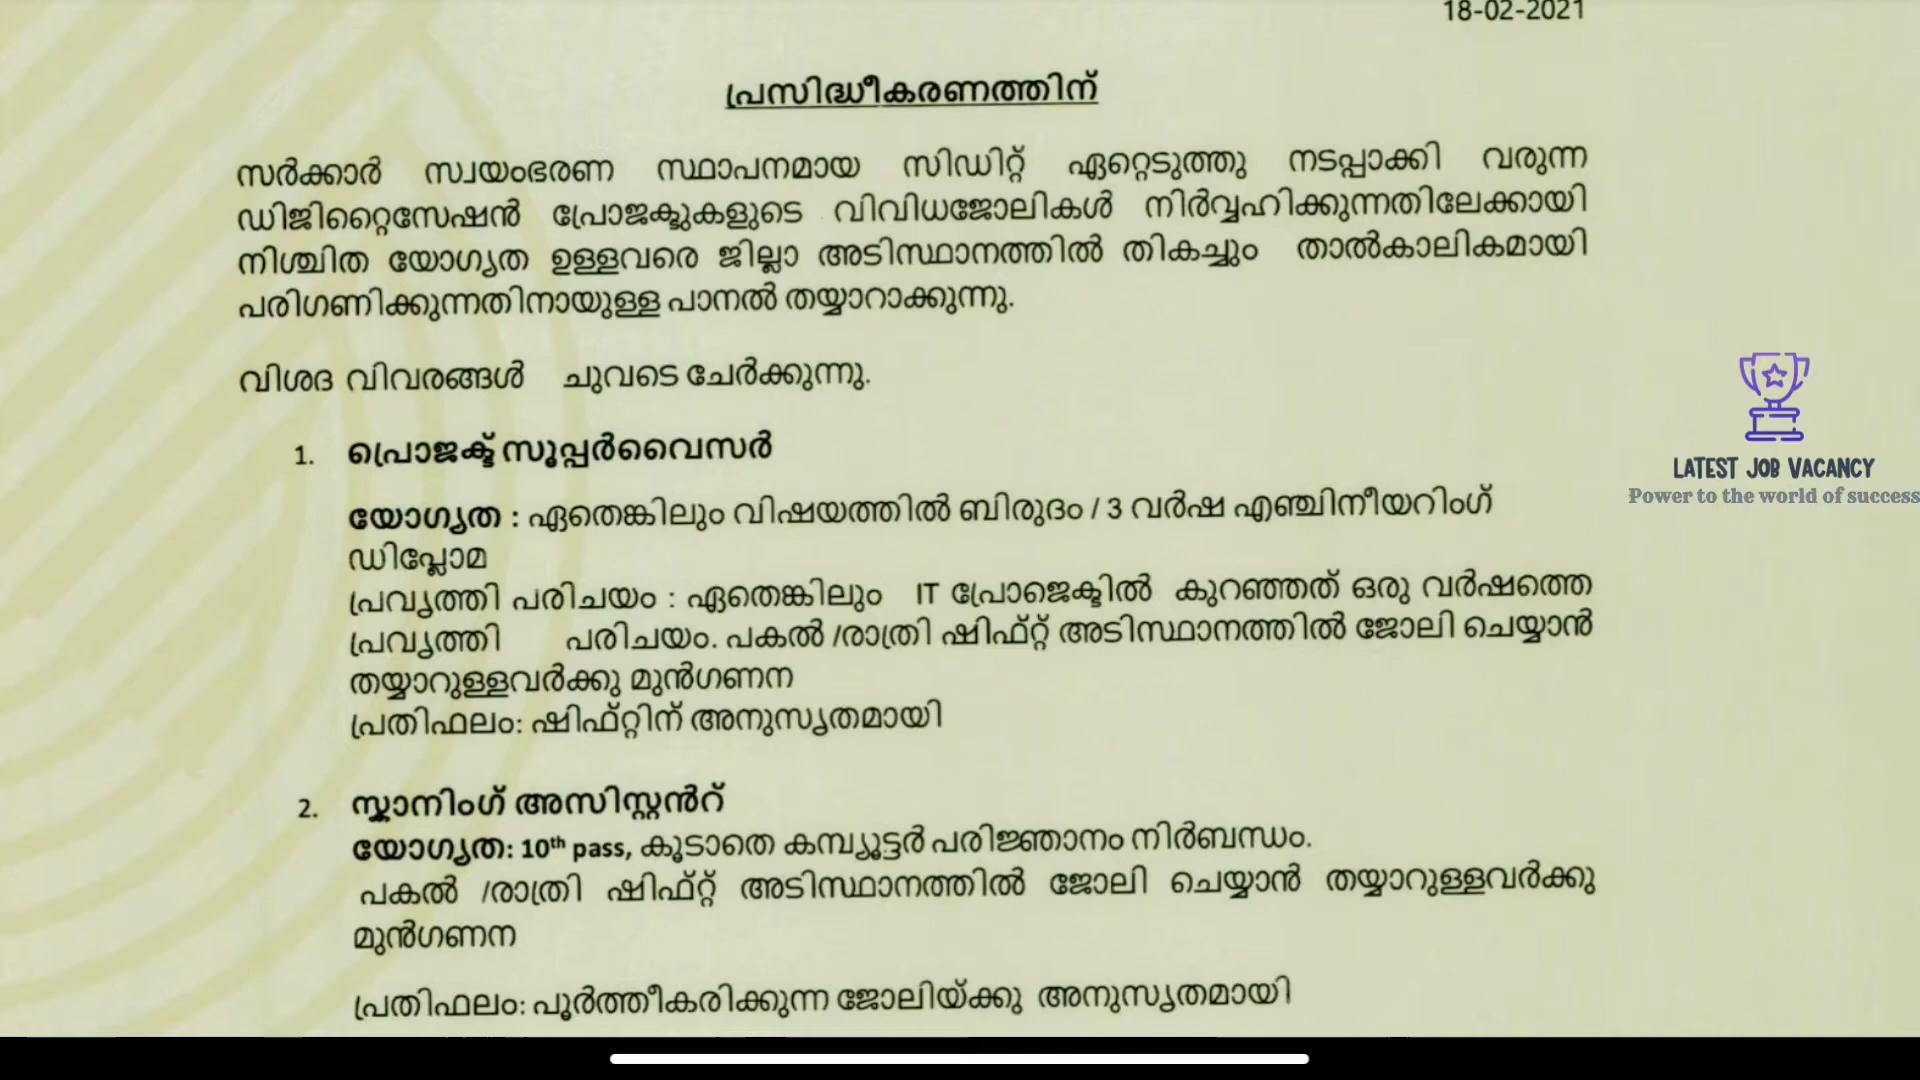 18-02-2021
പ്രസിദ്ധീകരണത്തിന്
സർക്കാർ സ്വയംഭരണ സ്ഥാപനമായ സിഡിറ്റ് ഏറ്റെടുത്തു നടപ്പാക്കി വരുന്ന
ഡിജിറ്റൈസേഷൻ പ്രോജക്ടുകളുടെ വിവിധജോലികൾ നിർവ്വഹിക്കുന്നതിലേക്കായി
നിശ്ചിത യോഗ്യത ഉള്ളവരെ ജില്ലാ അടിസ്ഥാനത്തിൽ തികച്ചും താൽകാലികമായി
പരിഗണിക്കുന്നതിനായുള്ള പാനൽ തയ്യാറാക്കുന്നു.
വിശദ വിവരങ്ങൾ ചുവടെ ചേർക്കുന്നു.
1. പ്രൊജക്ട് സൂപ്പർവൈസർ
യോഗ്യത : ഏതെങ്കിലും വിഷയത്തിൽ ബിരുദം / 3 വർഷ എഞ്ചിനീയറിംഗ്
ഡിപ്ലോമ
പ്രവൃത്തി പരിചയം : ഏതെങ്കിലും IT പ്രോജെക്ടിൽ കുറഞ്ഞത് ഒരു വർഷത്തെ
പ്രവൃത്തി പരിചയം. പകൽ /രാത്രി ഷിഫ്റ്റ് അടിസ്ഥാനത്തിൽ ജോലി ചെയ്യാൻ
തയ്യാറുള്ളവർക്കു മുൻഗണന
പ്രതിഫലം: ഷിഫ്റ്റിന് അനുസൃതമായി
2. സ്കാനിംഗ് അസിസ്റ്റൻറ്
യോഗ്യത: 10th pass, കൂടാതെ കമ്പ്യൂട്ടർ പരിജ്ഞാനം നിർബന്ധം.
പകൽ /രാത്രി ഷിഫ്റ്റ് അടിസ്ഥാനത്തിൽ ജോലി ചെയ്യാൻ തയ്യാറുള്ളവർക്കു
മുൻഗണന
പ്രതിഫലം: പൂർത്തീകരിക്കുന്ന ജോലിയ്ക്കു അനുസൃതമായി
LATEST JOB VACANCY
Power to the world of success